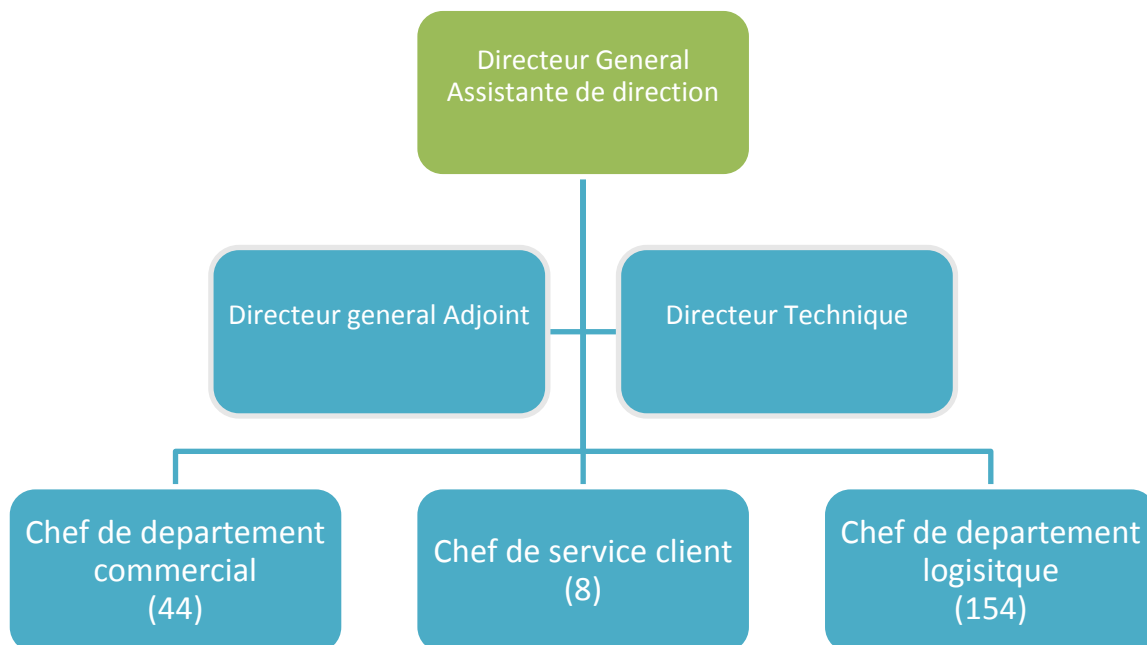 Directeur General
Assistante de direction
Directeur general Adjoint
Directeur Technique
Chef de departement
commercial
(44)
Chef de service client
(8)
Chef de departement
logisitque
(154)